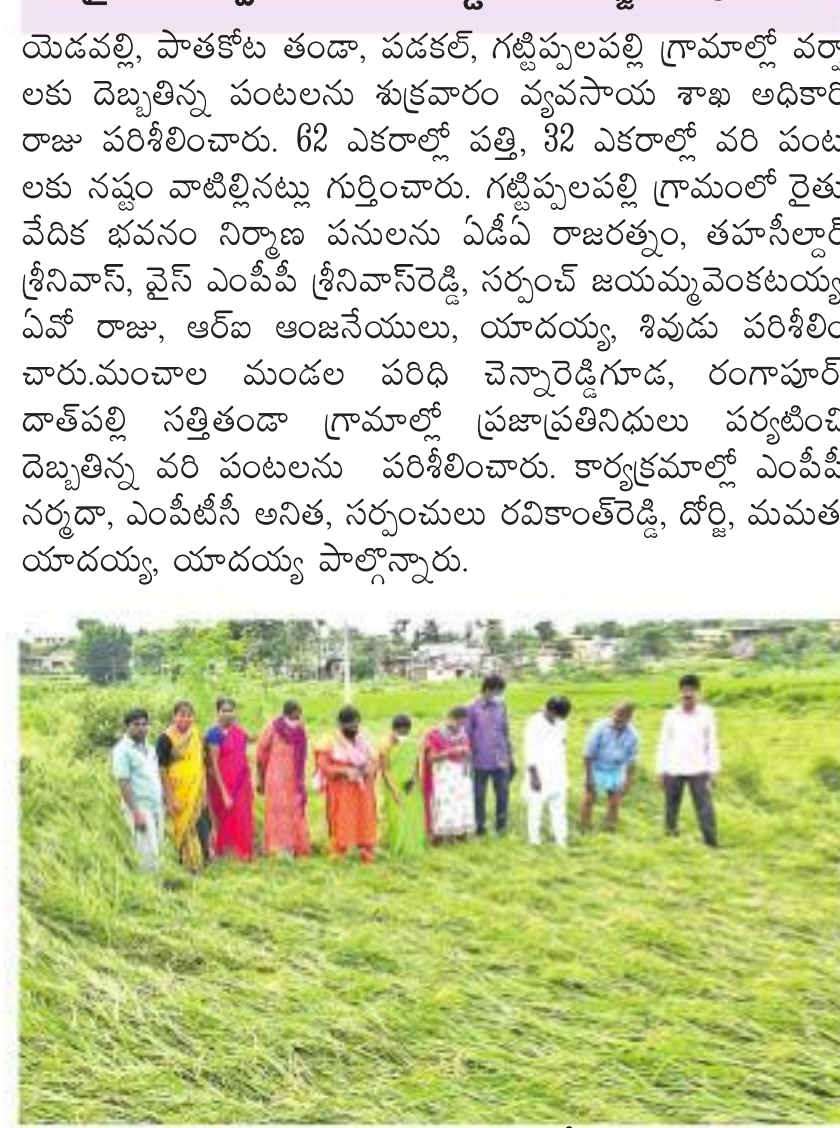 యెడవల్లి, పాతకోట తండా, పడకల్, గట్టిప్పలపల్లి గ్రామాల్లో
లకు దెబ్బతిన్న పంటలను శుక్రవారం వ్యవసాయ శాఖ
రాజు పరిశీలించారు. 62 ఎకరాల్లో పత్తి, 32 ఎకరాల్లో వరి పంట
లకు నష్టం వాటిల్లినట్లు గుర్తించారు. గట్టిప్పలపల్లి గ్రామంలో రైతు
వేదిక భవనం నిర్మాణ పనులను ఏడీఏ రాజరత్నం, తహసీల్దార్
శ్రీనివాస్, వైస్ ఎంపీపీ శ్రీనివాస్‌రెడ్డి, సర్పంచ్ జయమ్మవెంకటయ్య
ఏవో రాజు, ఆర్ఐ ఆంజనేయులు, యాదయ్య, శివుడు పరిశీలిం
చారు.మంచాల మండల పరిధి చెన్నారెడ్డిగూడ, రంగాపూర్
దాత్‌పల్లి సత్తితండా గ్రామాల్లో ప్రజాప్రతినిధులు పర్యటించి
దెబ్బతిన్న వరి పంటలను పరిశీలించారు. కార్యక్రమాల్లో ఎంపీపీ
నర్మదా, ఎంపీటీసీ అనిత, సర్పంచులు రవికాంత్‌రెడ్డి, దోర్జి, మమత
యాదయ్య, యాదయ్య పాల్గొన్నారు.